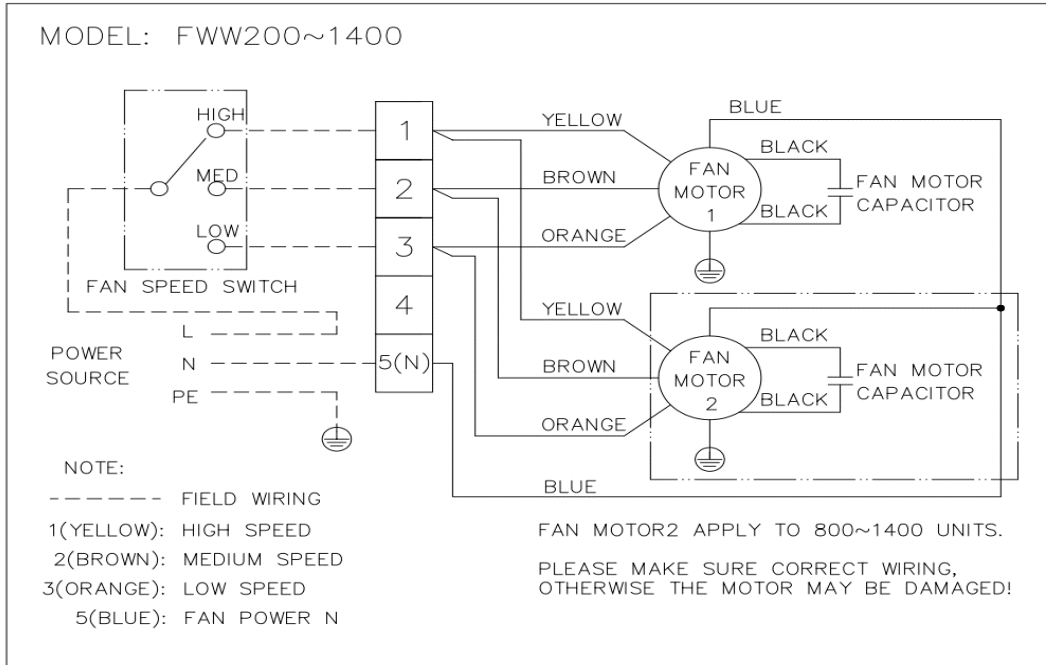 MODEL: FWW200~1400
HIGH
MED
LOW
FAN SPEED SWITCH
1
2
3
4
5(N)
POWER
SOURCE
L
N
PE
YELLOW
BROWN
ORANGE
BLUE
FAN
MOTOR
1
BLACK
BLACK
FAN MOTOR
CAPACITOR
YELLOW
BROWN
ORANGE
FAN
MOTOR
2
BLACK
BLACK
FAN MOTOR
CAPACITOR
BLUE
NOTE:
FIELD WIRING
1(YELLOW): HIGH SPEED
2(BROWN): MEDIUM SPEED
3(ORANGE): LOW SPEED
5(BLUE): FAN POWER N
FAN MOTOR2 APPLY TO 800~1400 UNITS.
PLEASE MAKE SURE CORRECT WIRING,
OTHERWISE THE MOTOR MAY BE DAMAGED!